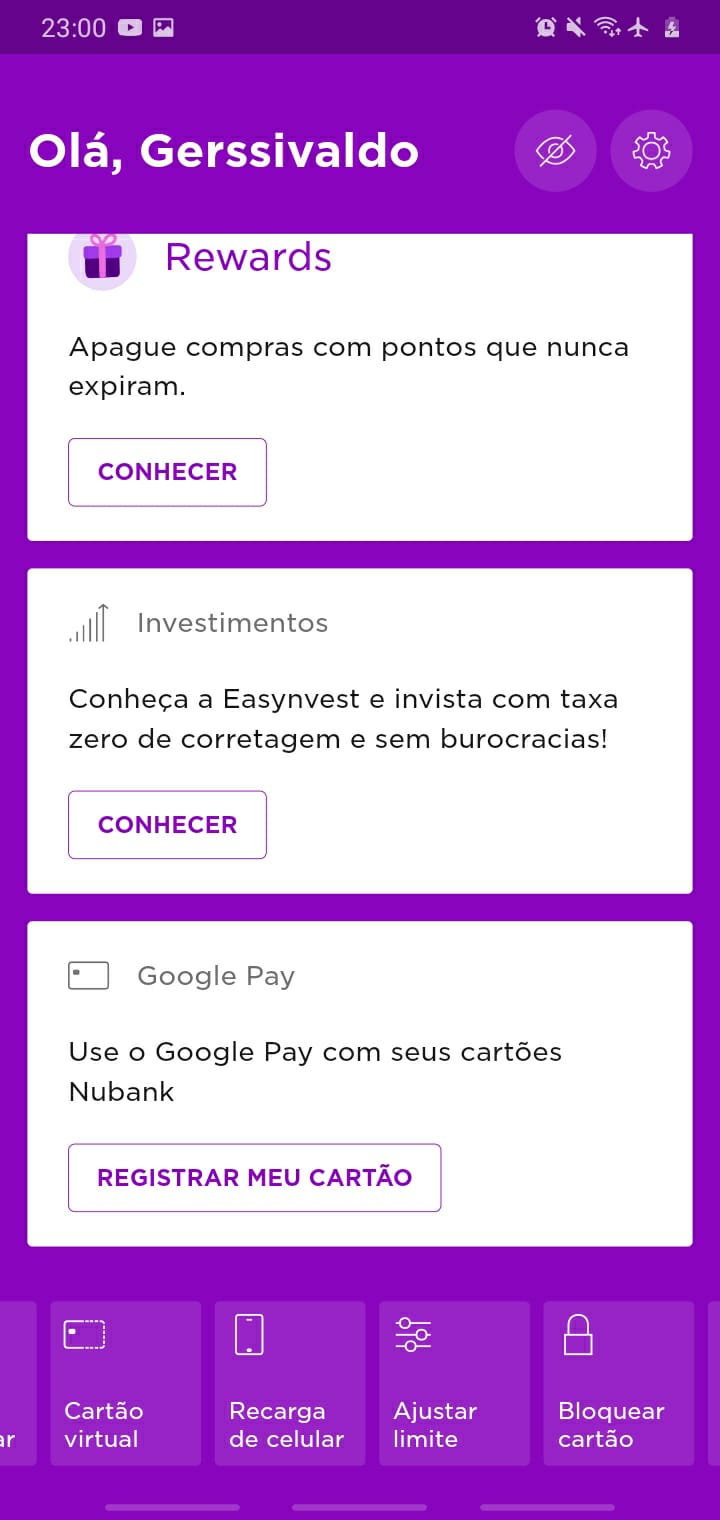 23:00
Olá, Gerssivaldo
Rewards
Apague compras com pontos que nunca
expiram.
CONHECER
Investimentos
Conheça a Easynvest e invista com taxa
zero de corretagem e sem burocracias!
CONHECER
Google Pay
Use o Google Pay com seus cartões
Nubank
REGISTRAR MEU CARTÃO
ar
Cartão
virtual
Recarga
de celular
Ajustar
limite
Bloquear
cartão